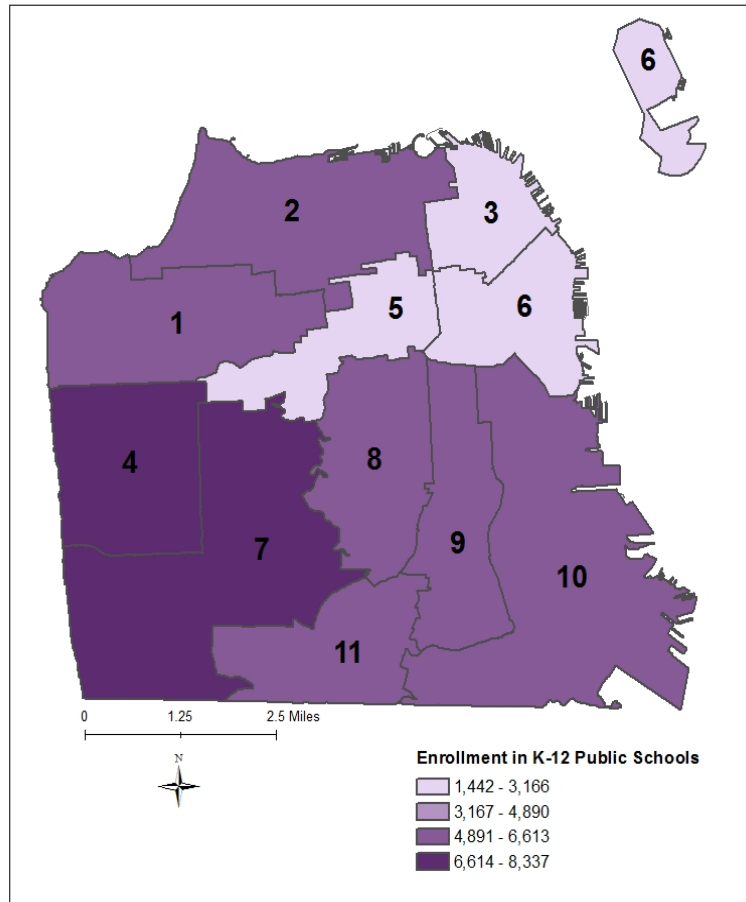 6
2
3
5
6
1
4
8
7
9
10
11
0 1.25 2.5 Miles
N
Enrollment in K-12 Public Schools
1,442 - 3,166
3,167 - 4,890
4,891 - 6,613
6,614 - 8,337